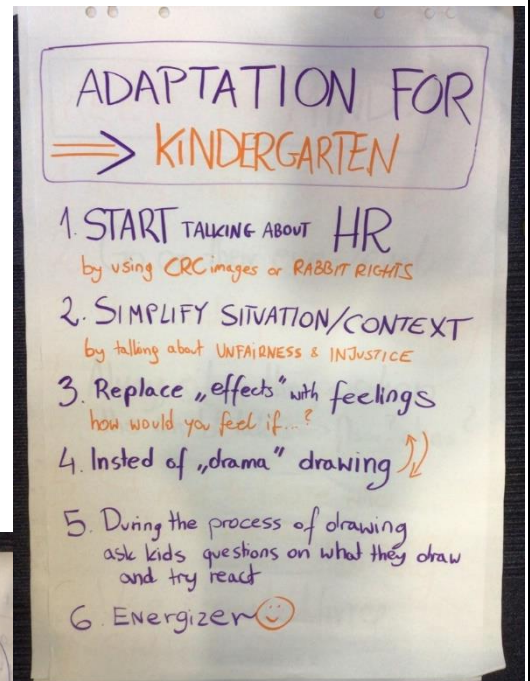 ADAPTATION FOR
⇒ KINDERGARTEN
1. START TALKING ABOUT HR
by using CRC images or RABBIT RIGHTS
2. SIMPLIFY SITUATION/CONTEXT
by talking about UNFAIRNESS & INJUSTICE
3. Replace „effects" with feelings
how would you feel if...?
4. Insted of „drama" drawing
5. During the process of drawing
ask kids questions on what they draw
and try react
6. ENERGIZER ☺